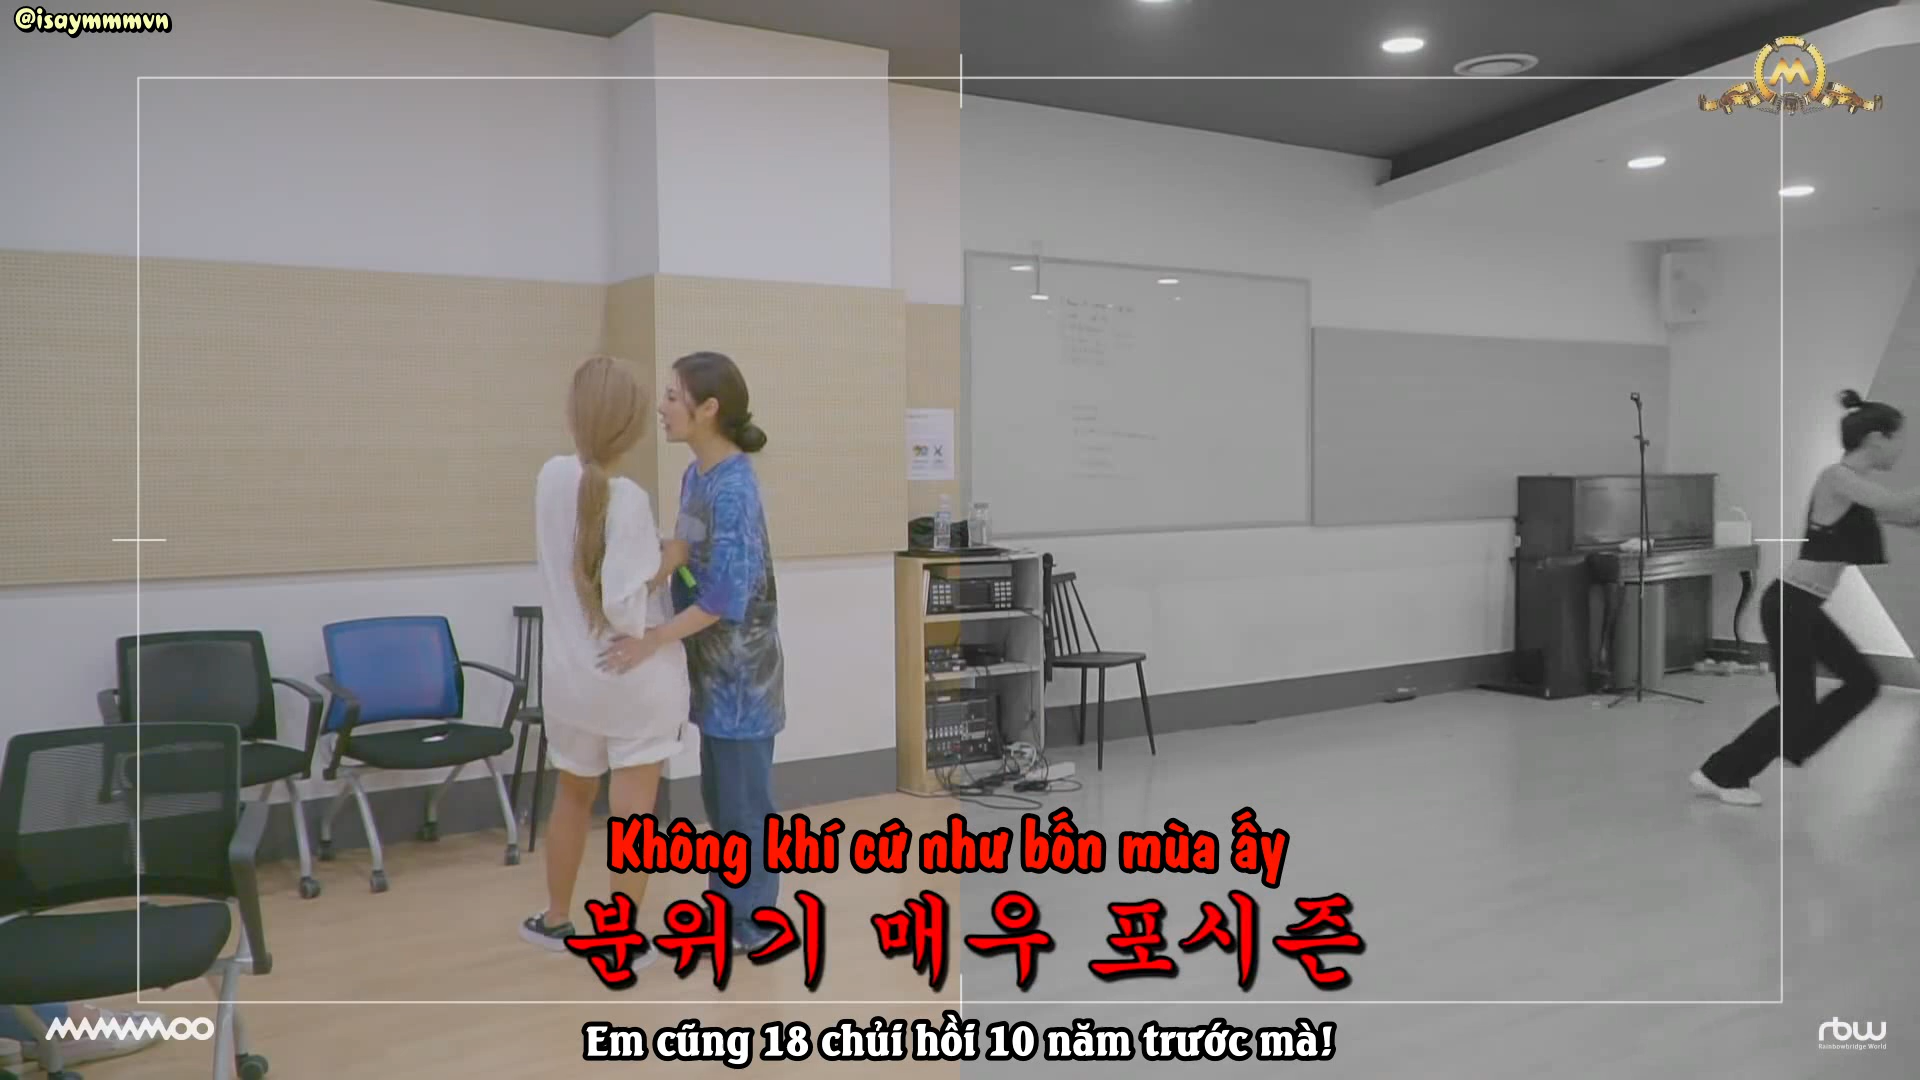 @isaymmmvn
M
Không khí cứ như bốn mùa ấy
분위기 매우 포시즌
MAMAMOO
Em cũng 18 chủi hồi 10 năm trước mà!
rbw
Rainbowbridge World